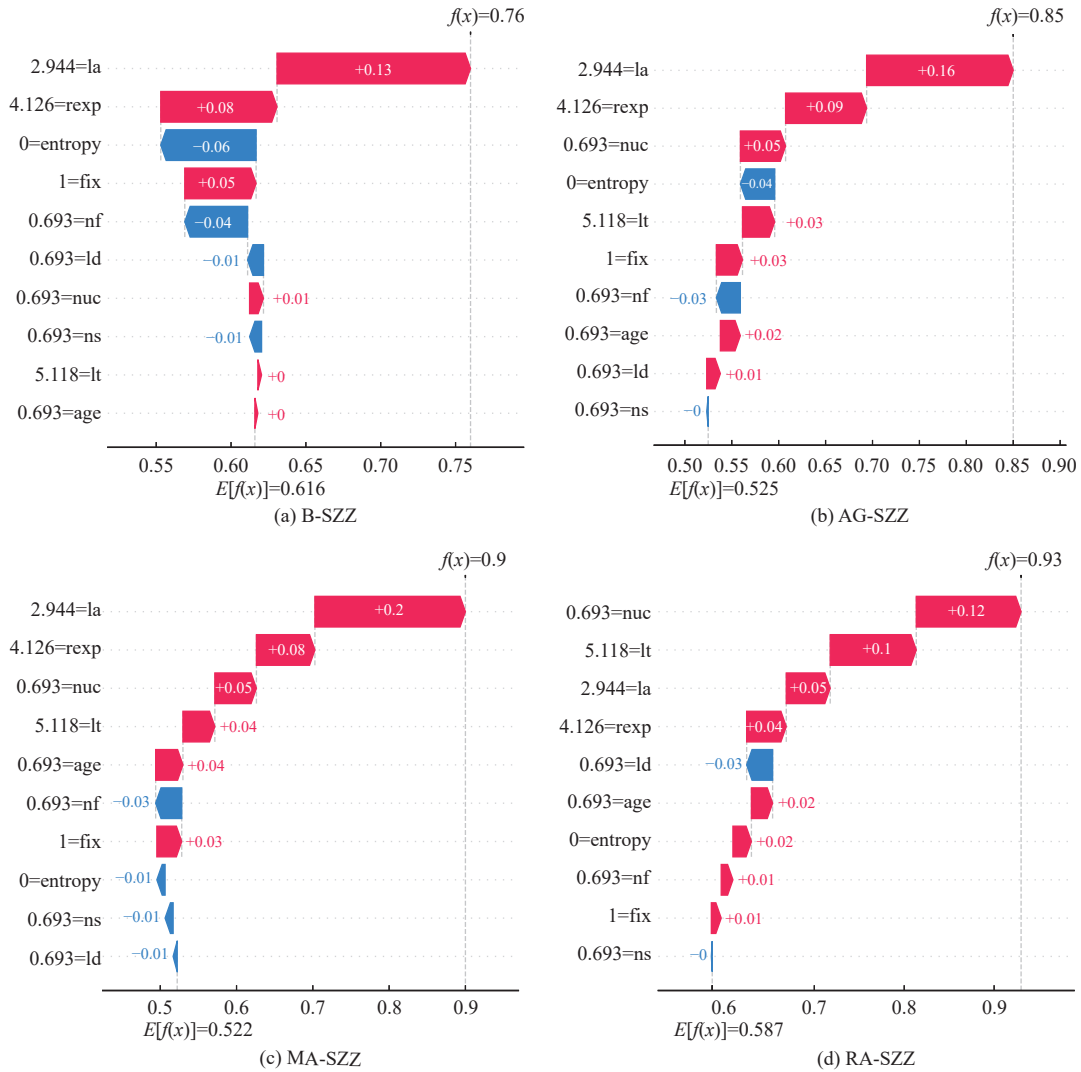 f(x)=0.76
2.944=la
+0.13
4.126=rexp
+0.08
0=entropy
−0.06
1=fix
+0.05
0.693=nf
−0.04
0.693=ld
−0.01
0.693=nuc
+0.01
0.693=ns
−0.01
5.118=lt
+0
0.693=age
+0
0.55 0.60 0.65 0.70 0.75
E[f(x)]=0.616
(a) B-SZZ
f(x)=0.85
2.944=la
+0.16
4.126=rexp
+0.09
0.693=nuc
+0.05
0=entropy
−0.04
5.118=lt
+0.03
1=fix
+0.03
0.693=nf
−0.03
0.693=age
+0.02
0.693=ld
+0.01
0.693=ns
−0
0.50 0.55 0.60 0.65 0.70 0.75 0.80 0.85 0.90
E[f(x)]=0.525
(b) AG-SZZ
f(x)=0.9
2.944=la
+0.2
4.126=rexp
+0.08
0.693=nuc
+0.05
5.118=lt
+0.04
0.693=age
+0.04
0.693=nf
−0.03
1=fix
+0.03
0=entropy
−0.01
0.693=ns
−0.01
0.693=ld
−0.01
0.5 0.6 0.7 0.8 0.9
E[f(x)]=0.522
(c) MA-SZZ
f(x)=0.93
0.693=nuc
+0.12
5.118=lt
+0.1
2.944=la
+0.05
4.126=rexp
+0.04
0.693=ld
−0.03
0.693=age
+0.02
0=entropy
+0.02
0.693=nf
+0.01
1=fix
+0.01
0.693=ns
−0
0.6 0.7 0.8 0.9
E[f(x)]=0.587
(d) RA-SZZ